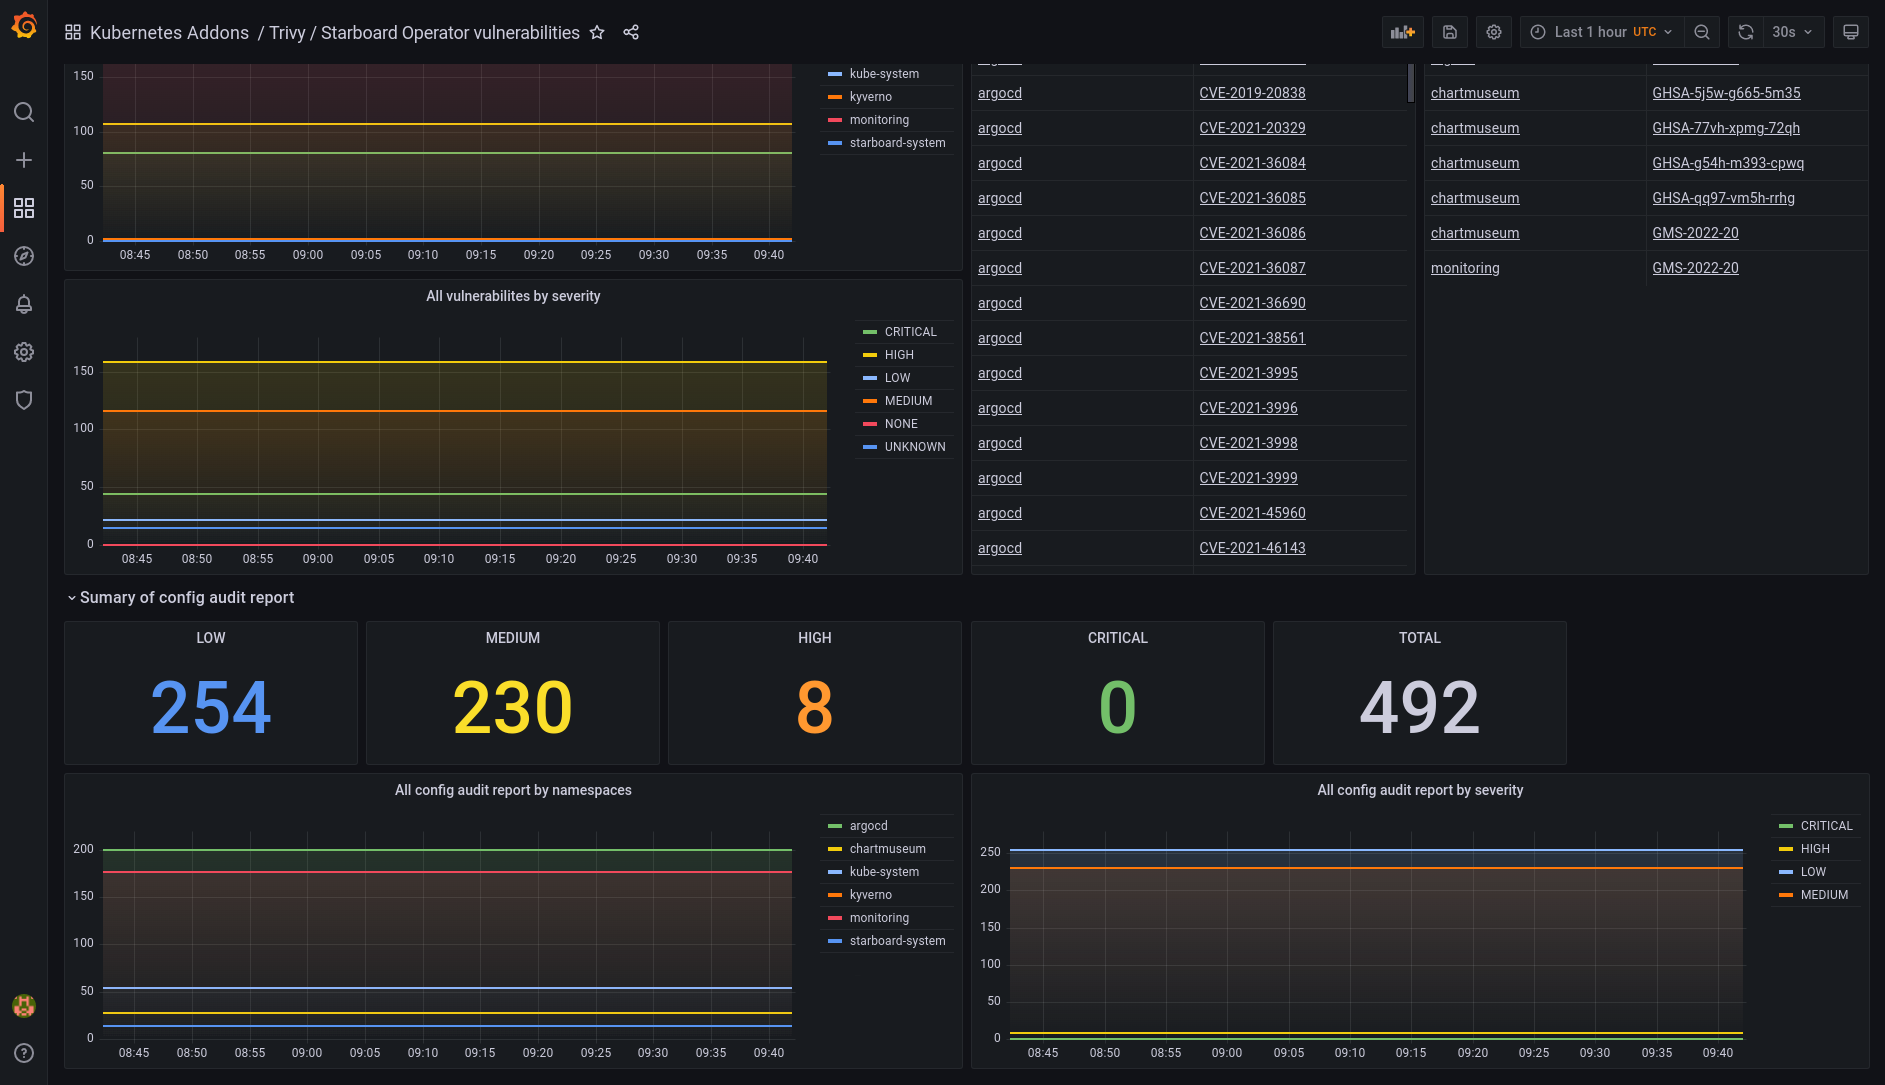 Kubernetes Addons / Trivy / Starboard Operator vulnerabilities
Last 1 hour UTC
30s
150
100
50
0
08:45 08:50 08:55 09:00 09:05 09:10 09:15 09:20 09:25 09:30 09:35 09:40
kube-system
kyverno
monitoring
starboard-system
All vulnerabilites by severity
150
100
50
0
08:45 08:50 08:55 09:00 09:05 09:10 09:15 09:20 09:25 09:30 09:35 09:40
CRITICAL
HIGH
LOW
MEDIUM
NONE
UNKNOWN
argocd CVE-2019-20838
argocd CVE-2021-20329
argocd CVE-2021-36084
argocd CVE-2021-36085
argocd CVE-2021-36086
argocd CVE-2021-36087
argocd CVE-2021-36690
argocd CVE-2021-38561
argocd CVE-2021-3995
argocd CVE-2021-3996
argocd CVE-2021-3998
argocd CVE-2021-3999
argocd CVE-2021-45960
argocd CVE-2021-46143
chartmuseum GHSA-5j5w-g665-5m35
chartmuseum GHSA-77vh-xpmg-72qh
chartmuseum GHSA-g54h-m393-cpwq
chartmuseum GHSA-qq97-vm5h-rrhg
chartmuseum GMS-2022-20
monitoring GMS-2022-20
Sumary of config audit report
LOW
254
MEDIUM
230
HIGH
8
CRITICAL
0
TOTAL
492
All config audit report by namespaces
200
150
100
50
0
08:45 08:50 08:55 09:00 09:05 09:10 09:15 09:20 09:25 09:30 09:35 09:40
argocd
chartmuseum
kube-system
kyverno
monitoring
starboard-system
All config audit report by severity
250
200
150
100
50
0
08:45 08:50 08:55 09:00 09:05 09:10 09:15 09:20 09:25 09:30 09:35 09:40
CRITICAL
HIGH
LOW
MEDIUM